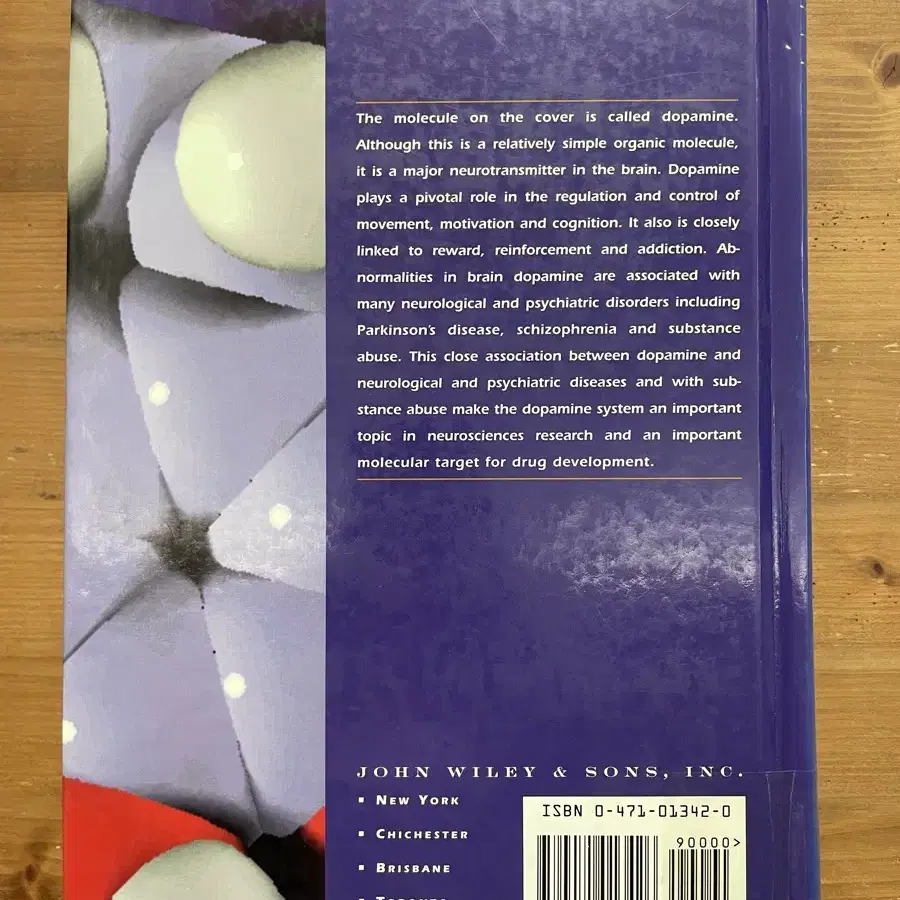 The molecule on the cover is called dopamine.
Although this is a relatively simple organic molecule,
it is a major neurotransmitter in the brain. Dopamine
plays a pivotal role in the regulation and control of
movement, motivation and cognition. It also is closely
linked to reward, reinforcement and addiction. Ab-
normalities in brain dopamine are associated with
many neurological and psychiatric disorders including
Parkinson's disease, schizophrenia and substance
abuse. This close association between dopamine and
neurological and psychiatric diseases and with sub-
stance abuse make the dopamine system an important
topic in neurosciences research and an important
molecular target for drug development.
JOHN WILEY & SONS, INC.
▪ NEW YORK
▪ CHICHESTER
▪ BRISBANE
▪ TORONTO
ISBN 0-471-01342-0
90000>